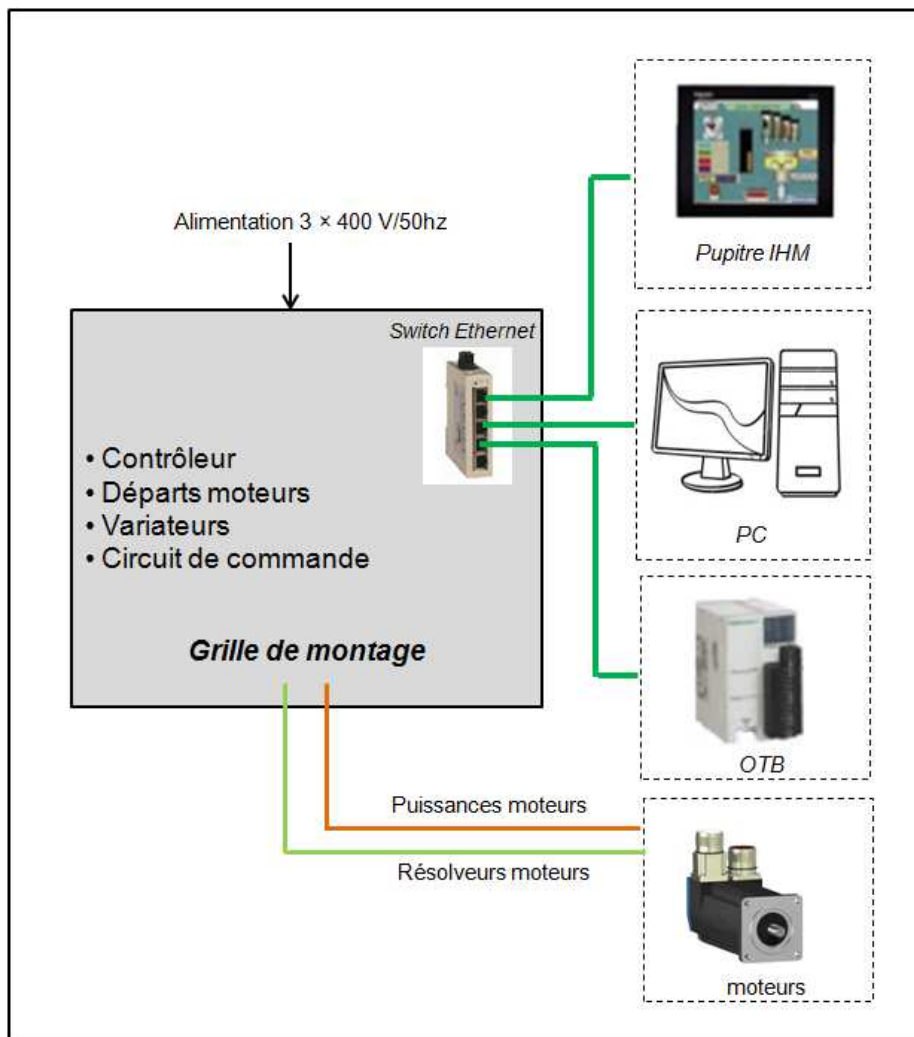 Alimentation 3 × 400 V/50hz
Switch Ethernet
• Contrôleur
• Départs moteurs
• Variateurs
• Circuit de commande
Grille de montage
Pupitre IHM
PC
OTB
Puissances moteurs
Résolveurs moteurs
moteurs